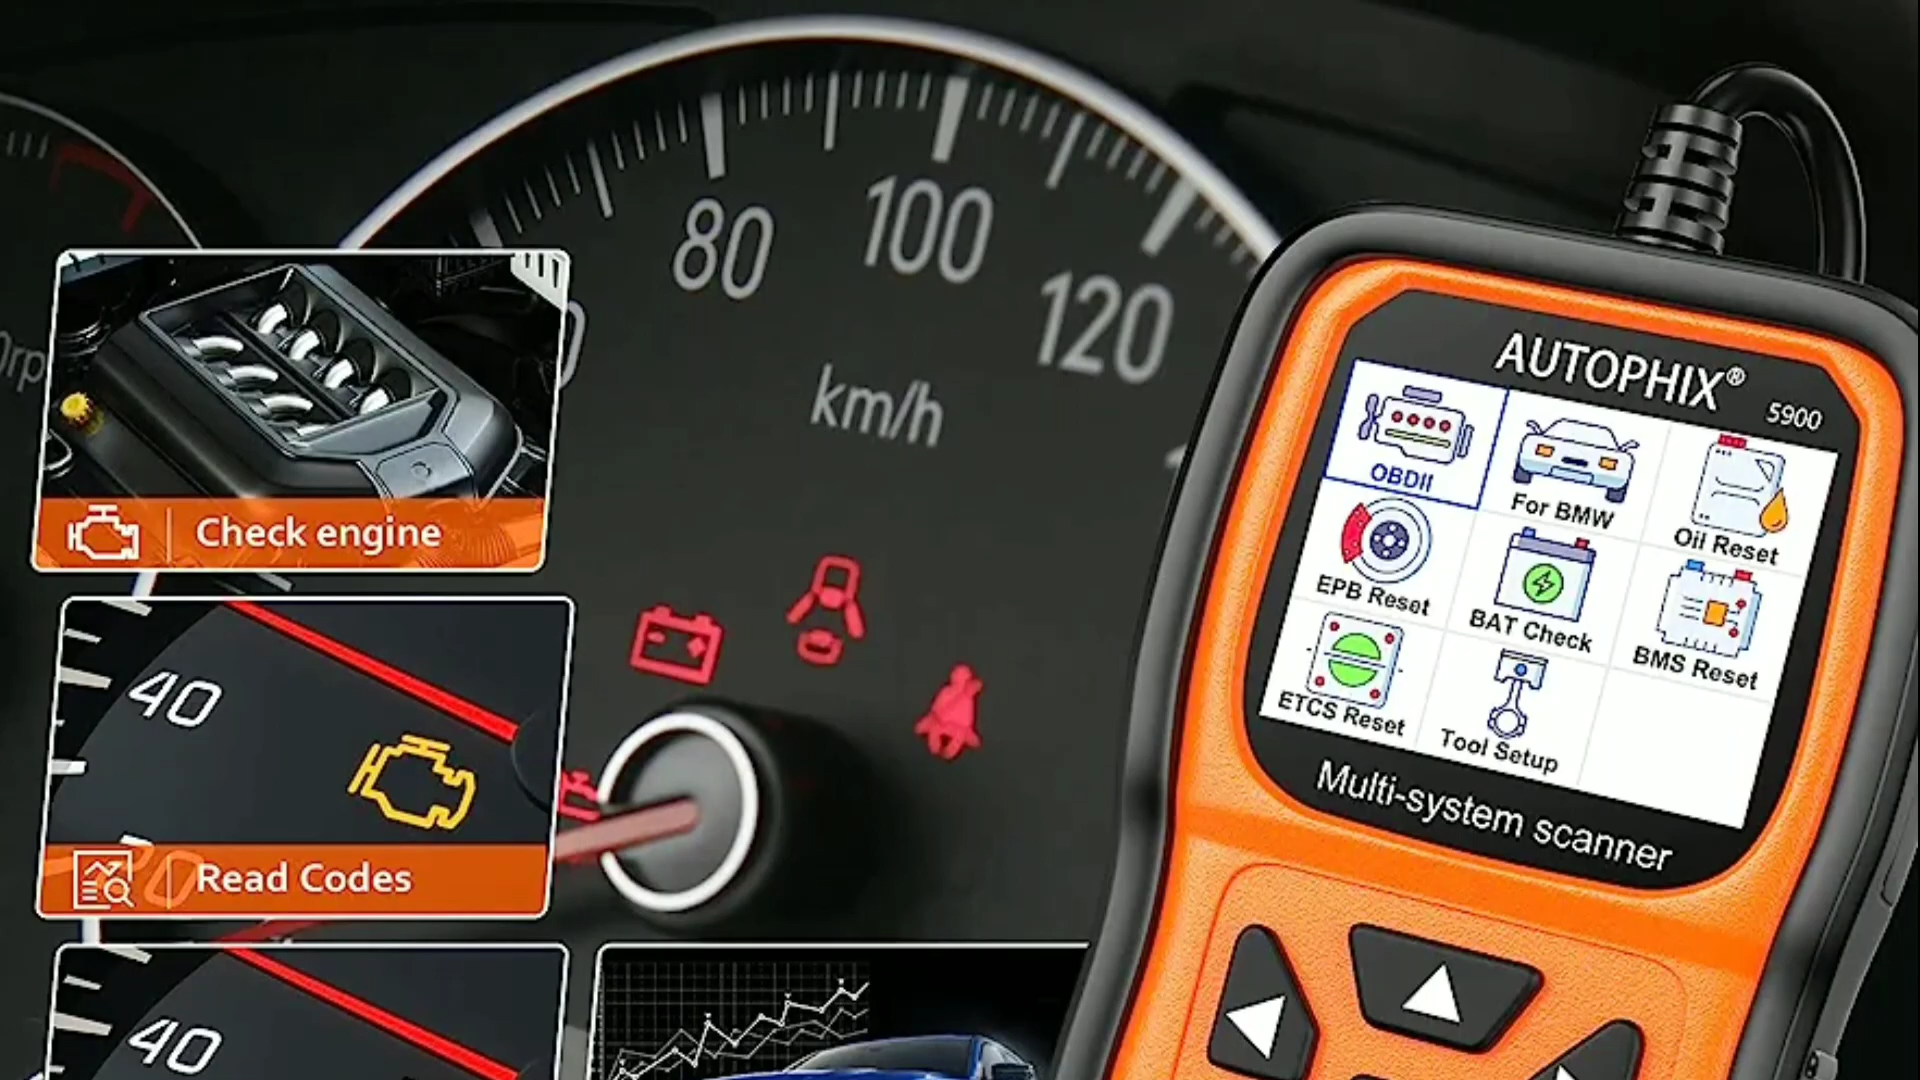 80
100
120
km/h
Check engine
40
Read Codes
40
AUTOPHIX®
5900
OBDII
For BMW
Oil Reset
EPB Reset
BAT Check
BMS Reset
ETCS Reset
Tool Setup
Multi-system scanner